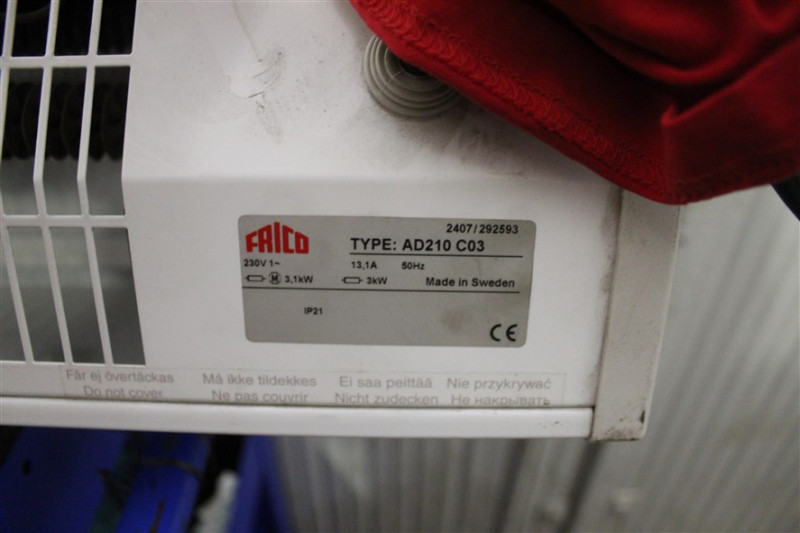 2407/292593
FRICO
TYPE: AD210 C03
230V 1~ 13,1A 50Hz
M 3,1kW 3kW Made in Sweden
IP21
CE
Får ej övertäckas Må ikke tildekkes Ei saa peittää Nie przykrywać
Do not cover Ne pas couvrir Nicht zudecken Не накрывать